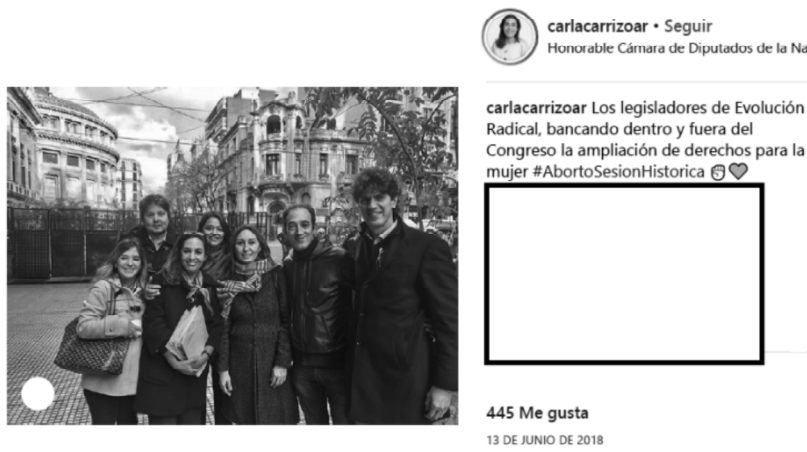 carlacarrizoar • Seguir
Honorable Cámara de Diputados de la Na
carlacarrizoar Los legisladores de Evolución
Radical, bancando dentro y fuera del
Congreso la ampliación de derechos para la
mujer #AbortoSesionHistorica ✊💚
445 Me gusta
13 DE JUNIO DE 2018